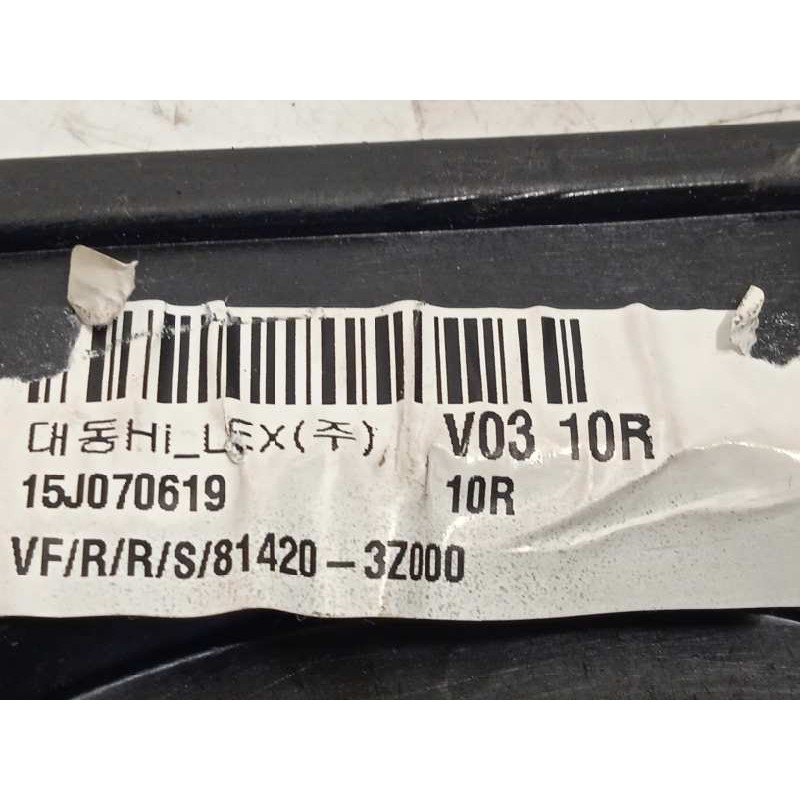 대동Hi_LEX(주) V03 10R
15J070619 10R
VF/R/R/S/81420-3Z000